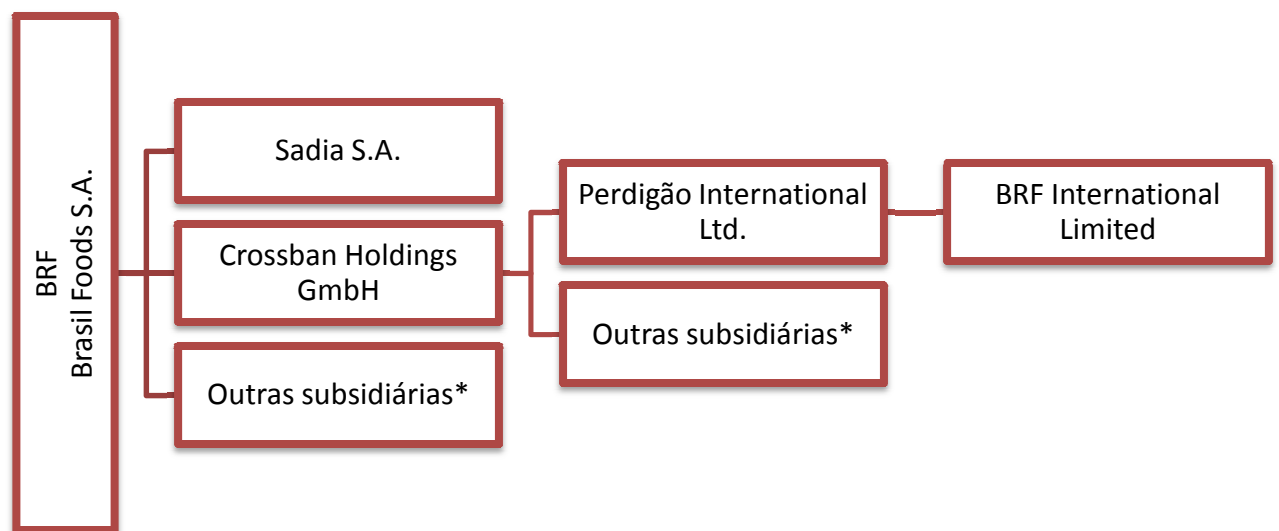 BRF
Brasil Foods S.A.
Sadia S.A.
Crossban Holdings
GmbH
Outras subsidiárias*
Perdigão International
Ltd.
Outras subsidiárias*
BRF International
Limited